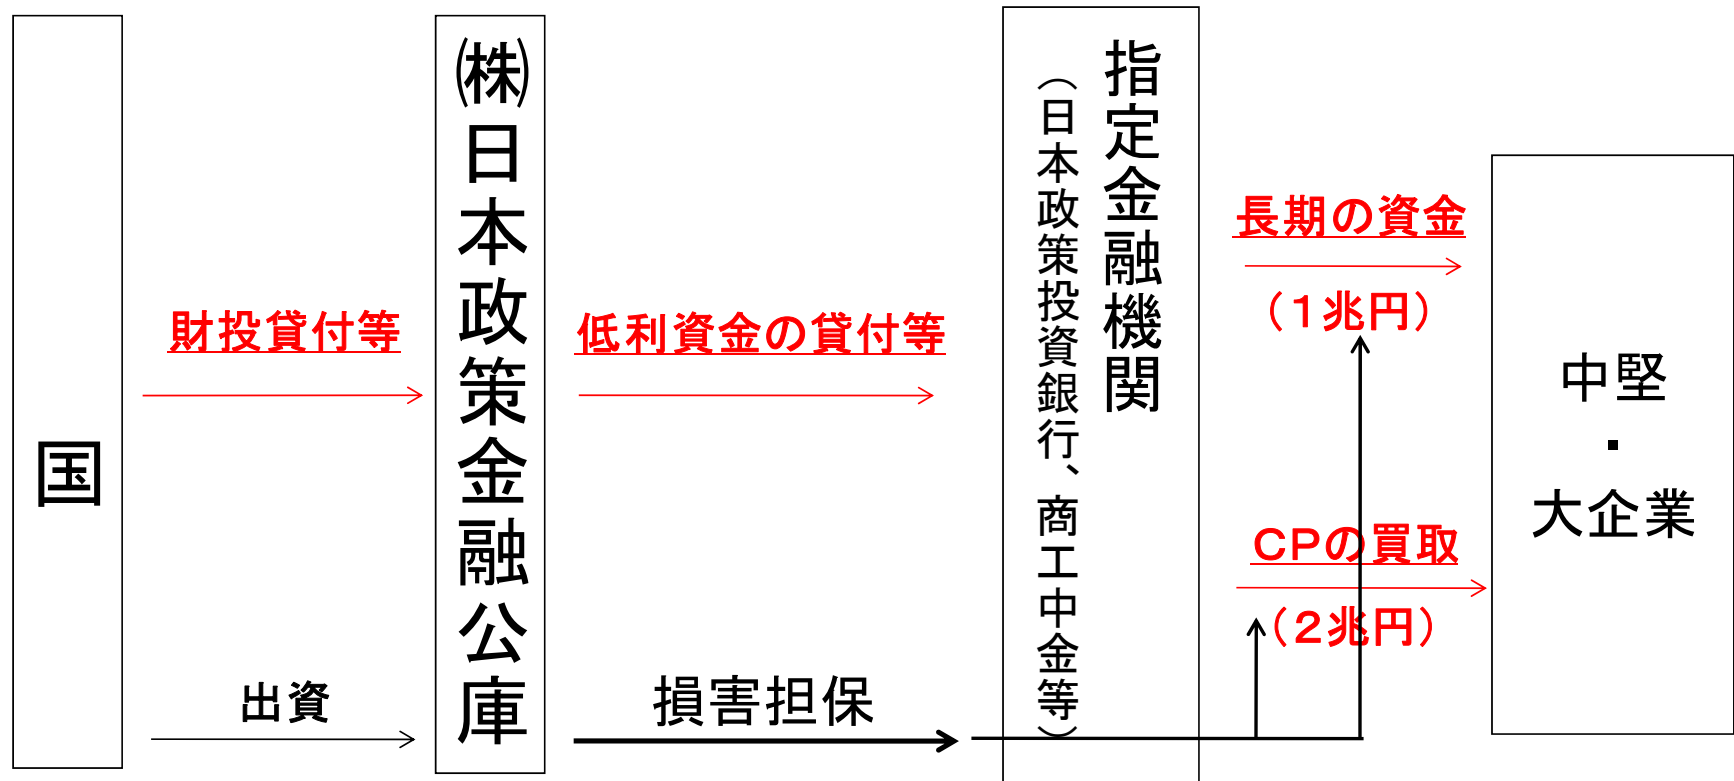 国
財投貸付等
出資
㈱日本政策金融公庫
低利資金の貸付等
損害担保
指定金融機関
（日本政策投資銀行、商工中金等）
長期の資金
（１兆円）
ＣＰの買取
（２兆円）
中堅
・
大企業